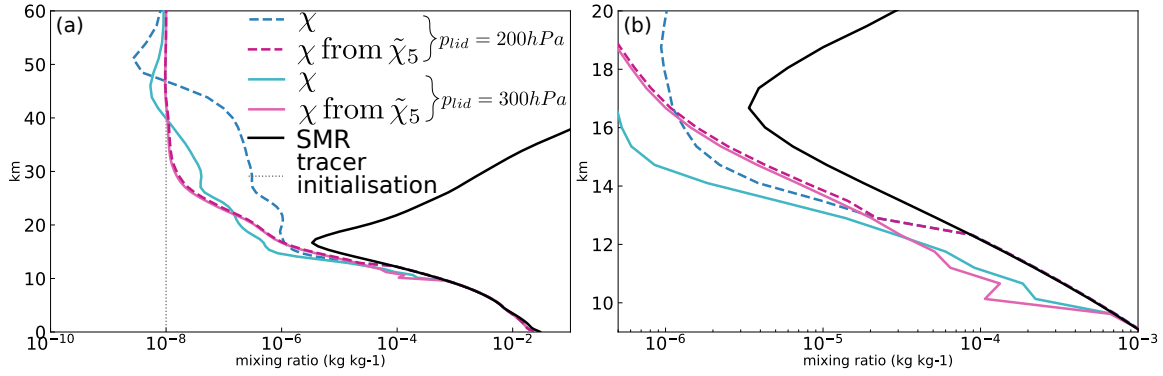 (a)
χ
χ from χ̃₅
} p_lid = 200hPa
χ
χ from χ̃₅
} p_lid = 300hPa
SMR
tracer
initialisation
60
50
40
30
20
10
0
km
10⁻¹⁰
10⁻⁸
10⁻⁶
10⁻⁴
10⁻²
mixing ratio (kg kg-1)
(b)
20
18
16
14
12
10
km
10⁻⁶
10⁻⁵
10⁻⁴
10⁻³
mixing ratio (kg kg-1)